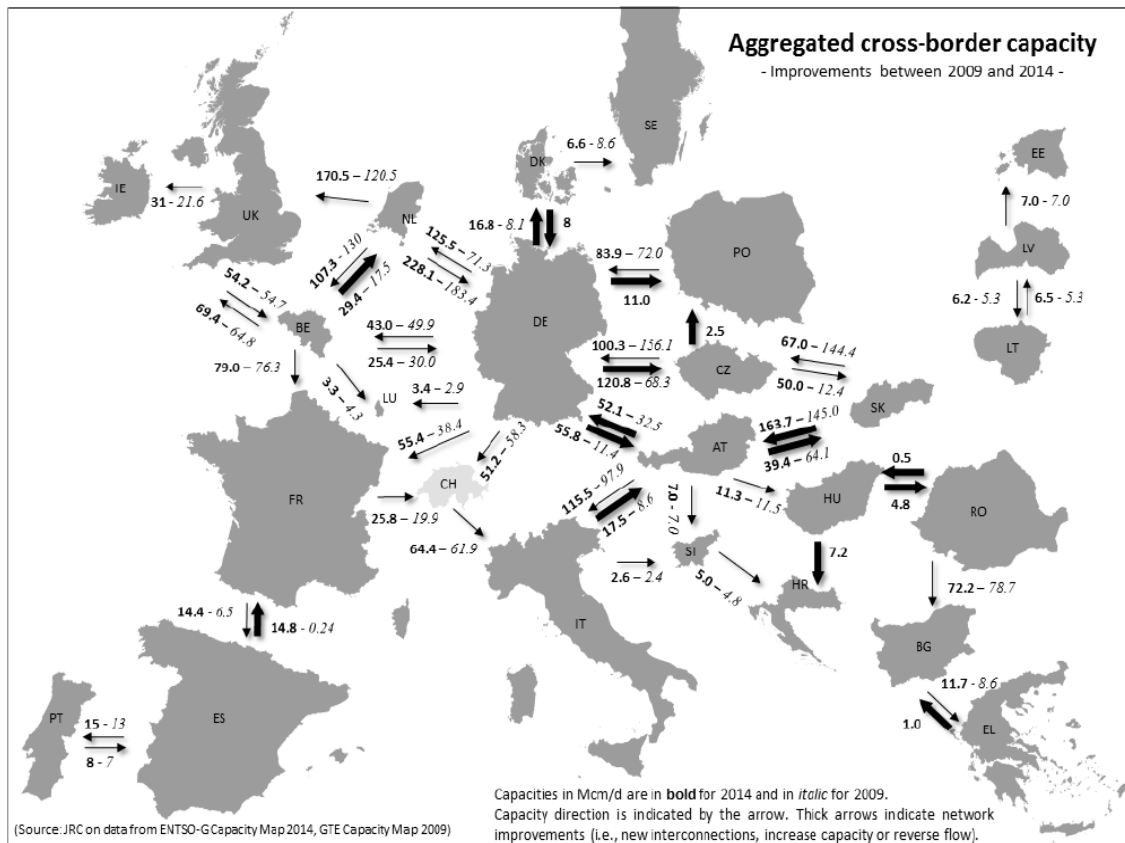 Aggregated cross-border capacity
- Improvements between 2009 and 2014 -
SE
6.6 - 8.6
DK
EE
IE
31 - 21.6
170.5 – 120.5
UK
NL
7.0 - 7.0
16.8 - 8.1
8
LV
125.5 – 71.3
107.3 - 130
228.1 – 183.4
29.4 – 17.5
83.9 – 72.0
PO
11.0
6.2 - 5.3
6.5 - 5.3
54.2 – 54.7
69.4 – 64.8
BE
DE
43.0 – 49.9
25.4 – 30.0
2.5
LT
100.3 – 156.1
67.0 – 144.4
79.0 - 76.3
CZ
120.8 – 68.3
50.0 – 12.4
3.3 – 4.3
LU
3.4 – 2.9
SK
52.1 – 32.5
55.8 – 11.4
163.7 – 145.0
AT
39.4 – 64.1
55.4 – 38.4
51.2 – 58.3
0.5
CH
FR
115.5 – 97.9
7.0 - 7.0
11.3 – 11.5
HU
4.8
25.8 – 19.9
17.5 – 8.6
RO
64.4 – 61.9
SI
7.2
2.6 – 2.4
5.0 – 4.8
HR
72.2 – 78.7
14.4 - 6.5
14.8 - 0.24
IT
BG
11.7 - 8.6
PT
15 - 13
ES
1.0
EL
8 - 7
Capacities in Mcm/d are in bold for 2014 and in italic for 2009.
Capacity direction is indicated by the arrow. Thick arrows indicate network
improvements (i.e., new interconnections, increase capacity or reverse flow).
(Source: JRC on data from ENTSO-G Capacity Map 2014, GTE Capacity Map 2009)